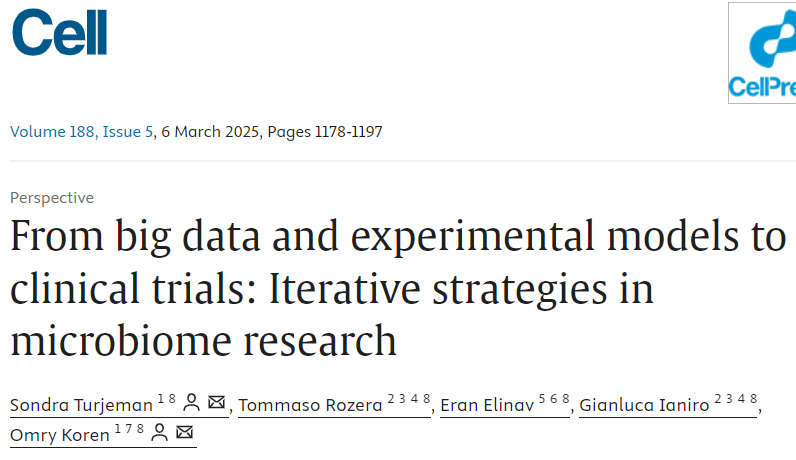 Cell
CellPre
Volume 188, Issue 5, 6 March 2025, Pages 1178-1197
Perspective
From big data and experimental models to
clinical trials: Iterative strategies in
microbiome research
Sondra Turjeman 1 8, Tommaso Rozera 2 3 4 8, Eran Elinav 5 6 8, Gianluca Ianiro 2 3 4 8,
Omry Koren 1 7 8